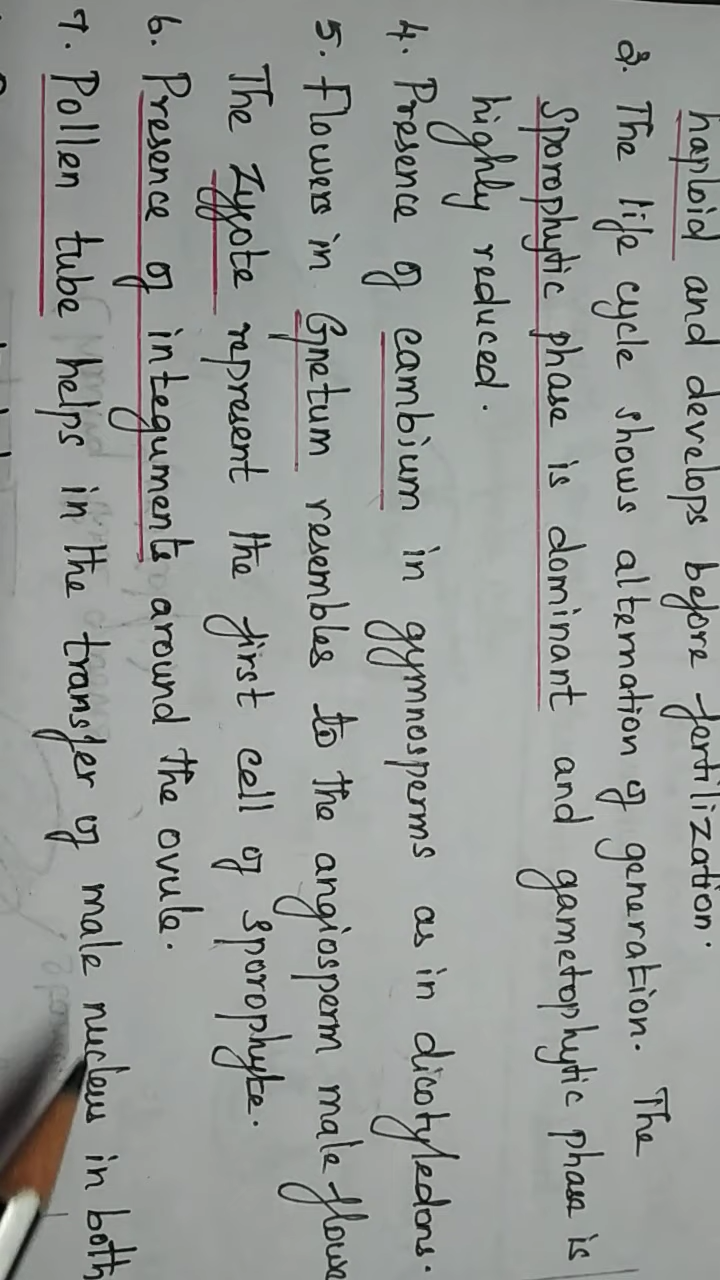 haploid and develops before fertilization.
3. The life cycle shows alternation of generation. The
sporophytic phase is dominant and gametophytic phase is
highly reduced.
4. Presence of cambium in gymnosperms as in dicotyledons.
5. Flowers in Gnetum resembles to the angiosperm male flowe
The zygote represent the first cell of sporophyte.
6. Presence of integuments around the ovule.
7. Pollen tube helps in the transfer of male nucleus in both